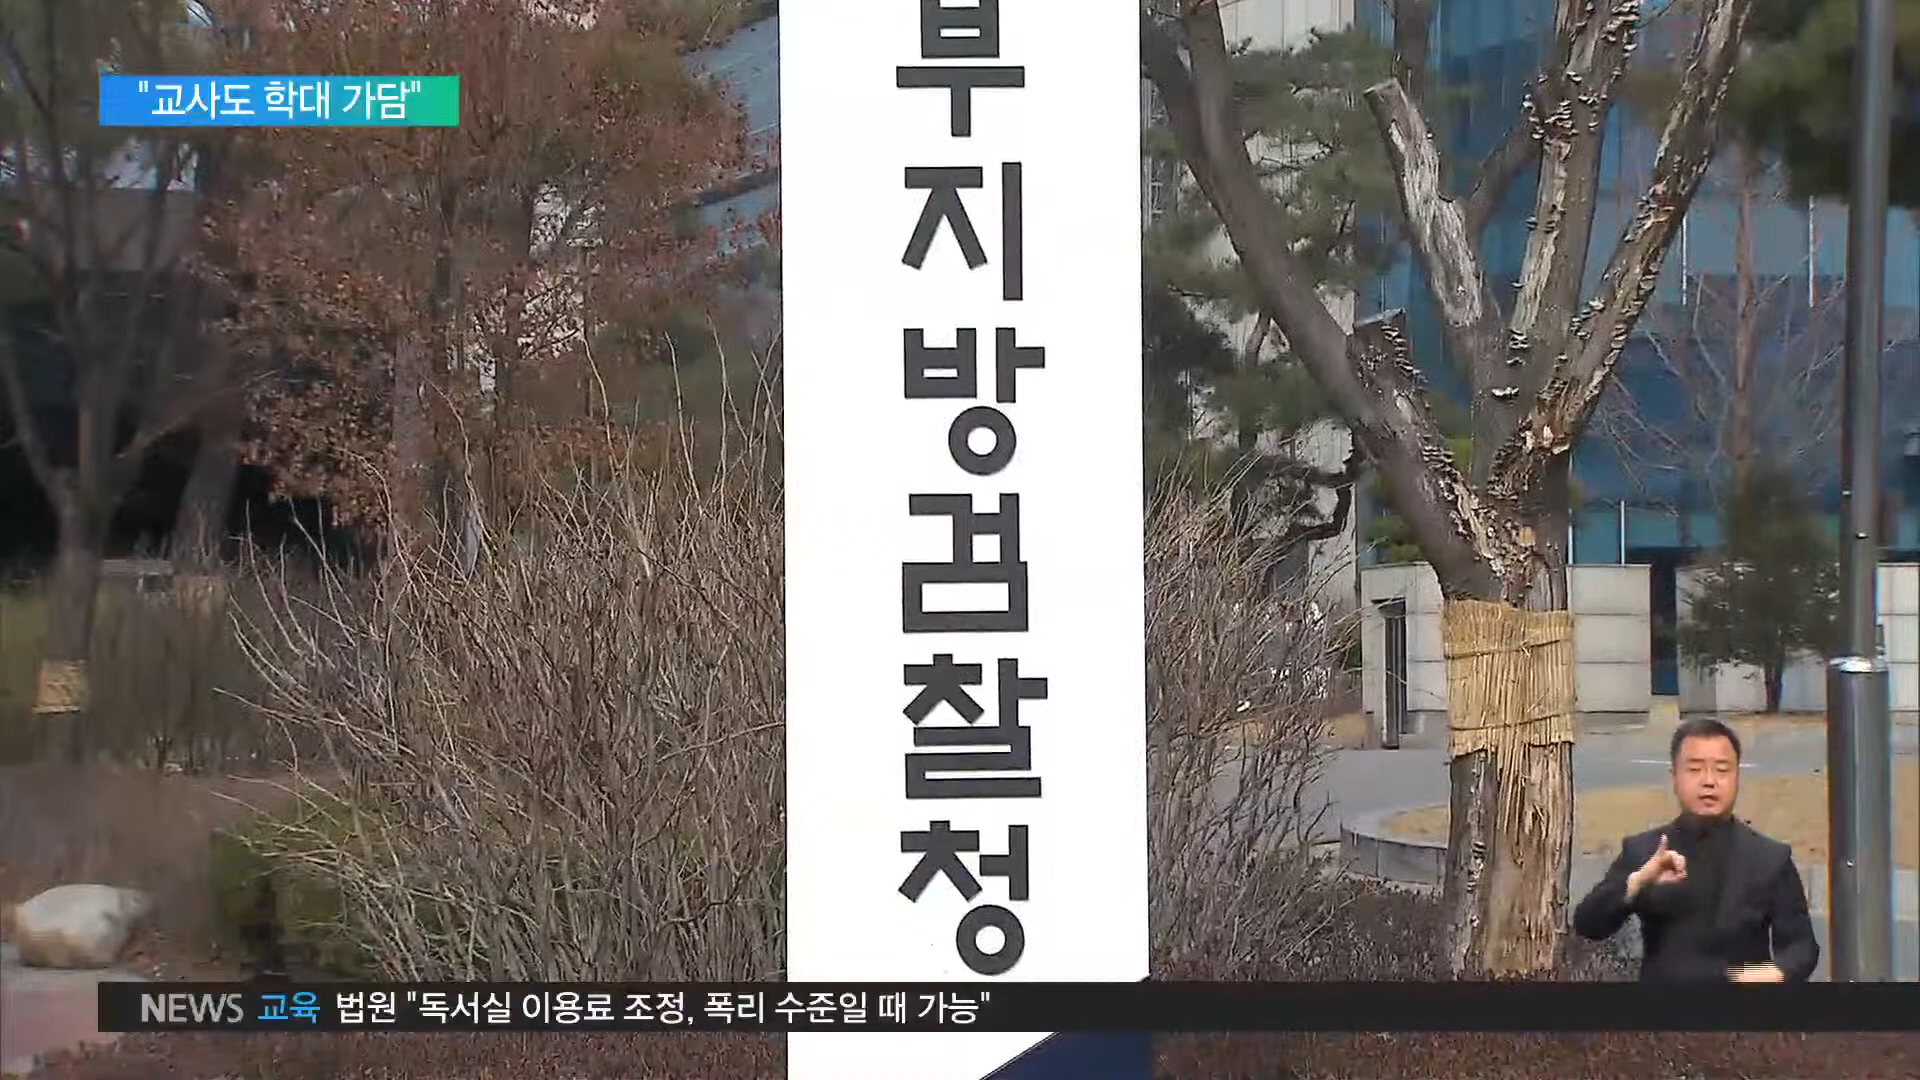 "교사도 학대 가담"
부지방검찰청
NEWS 교육 법원 "독서실 이용료 조정, 폭리 수준일 때 가능"